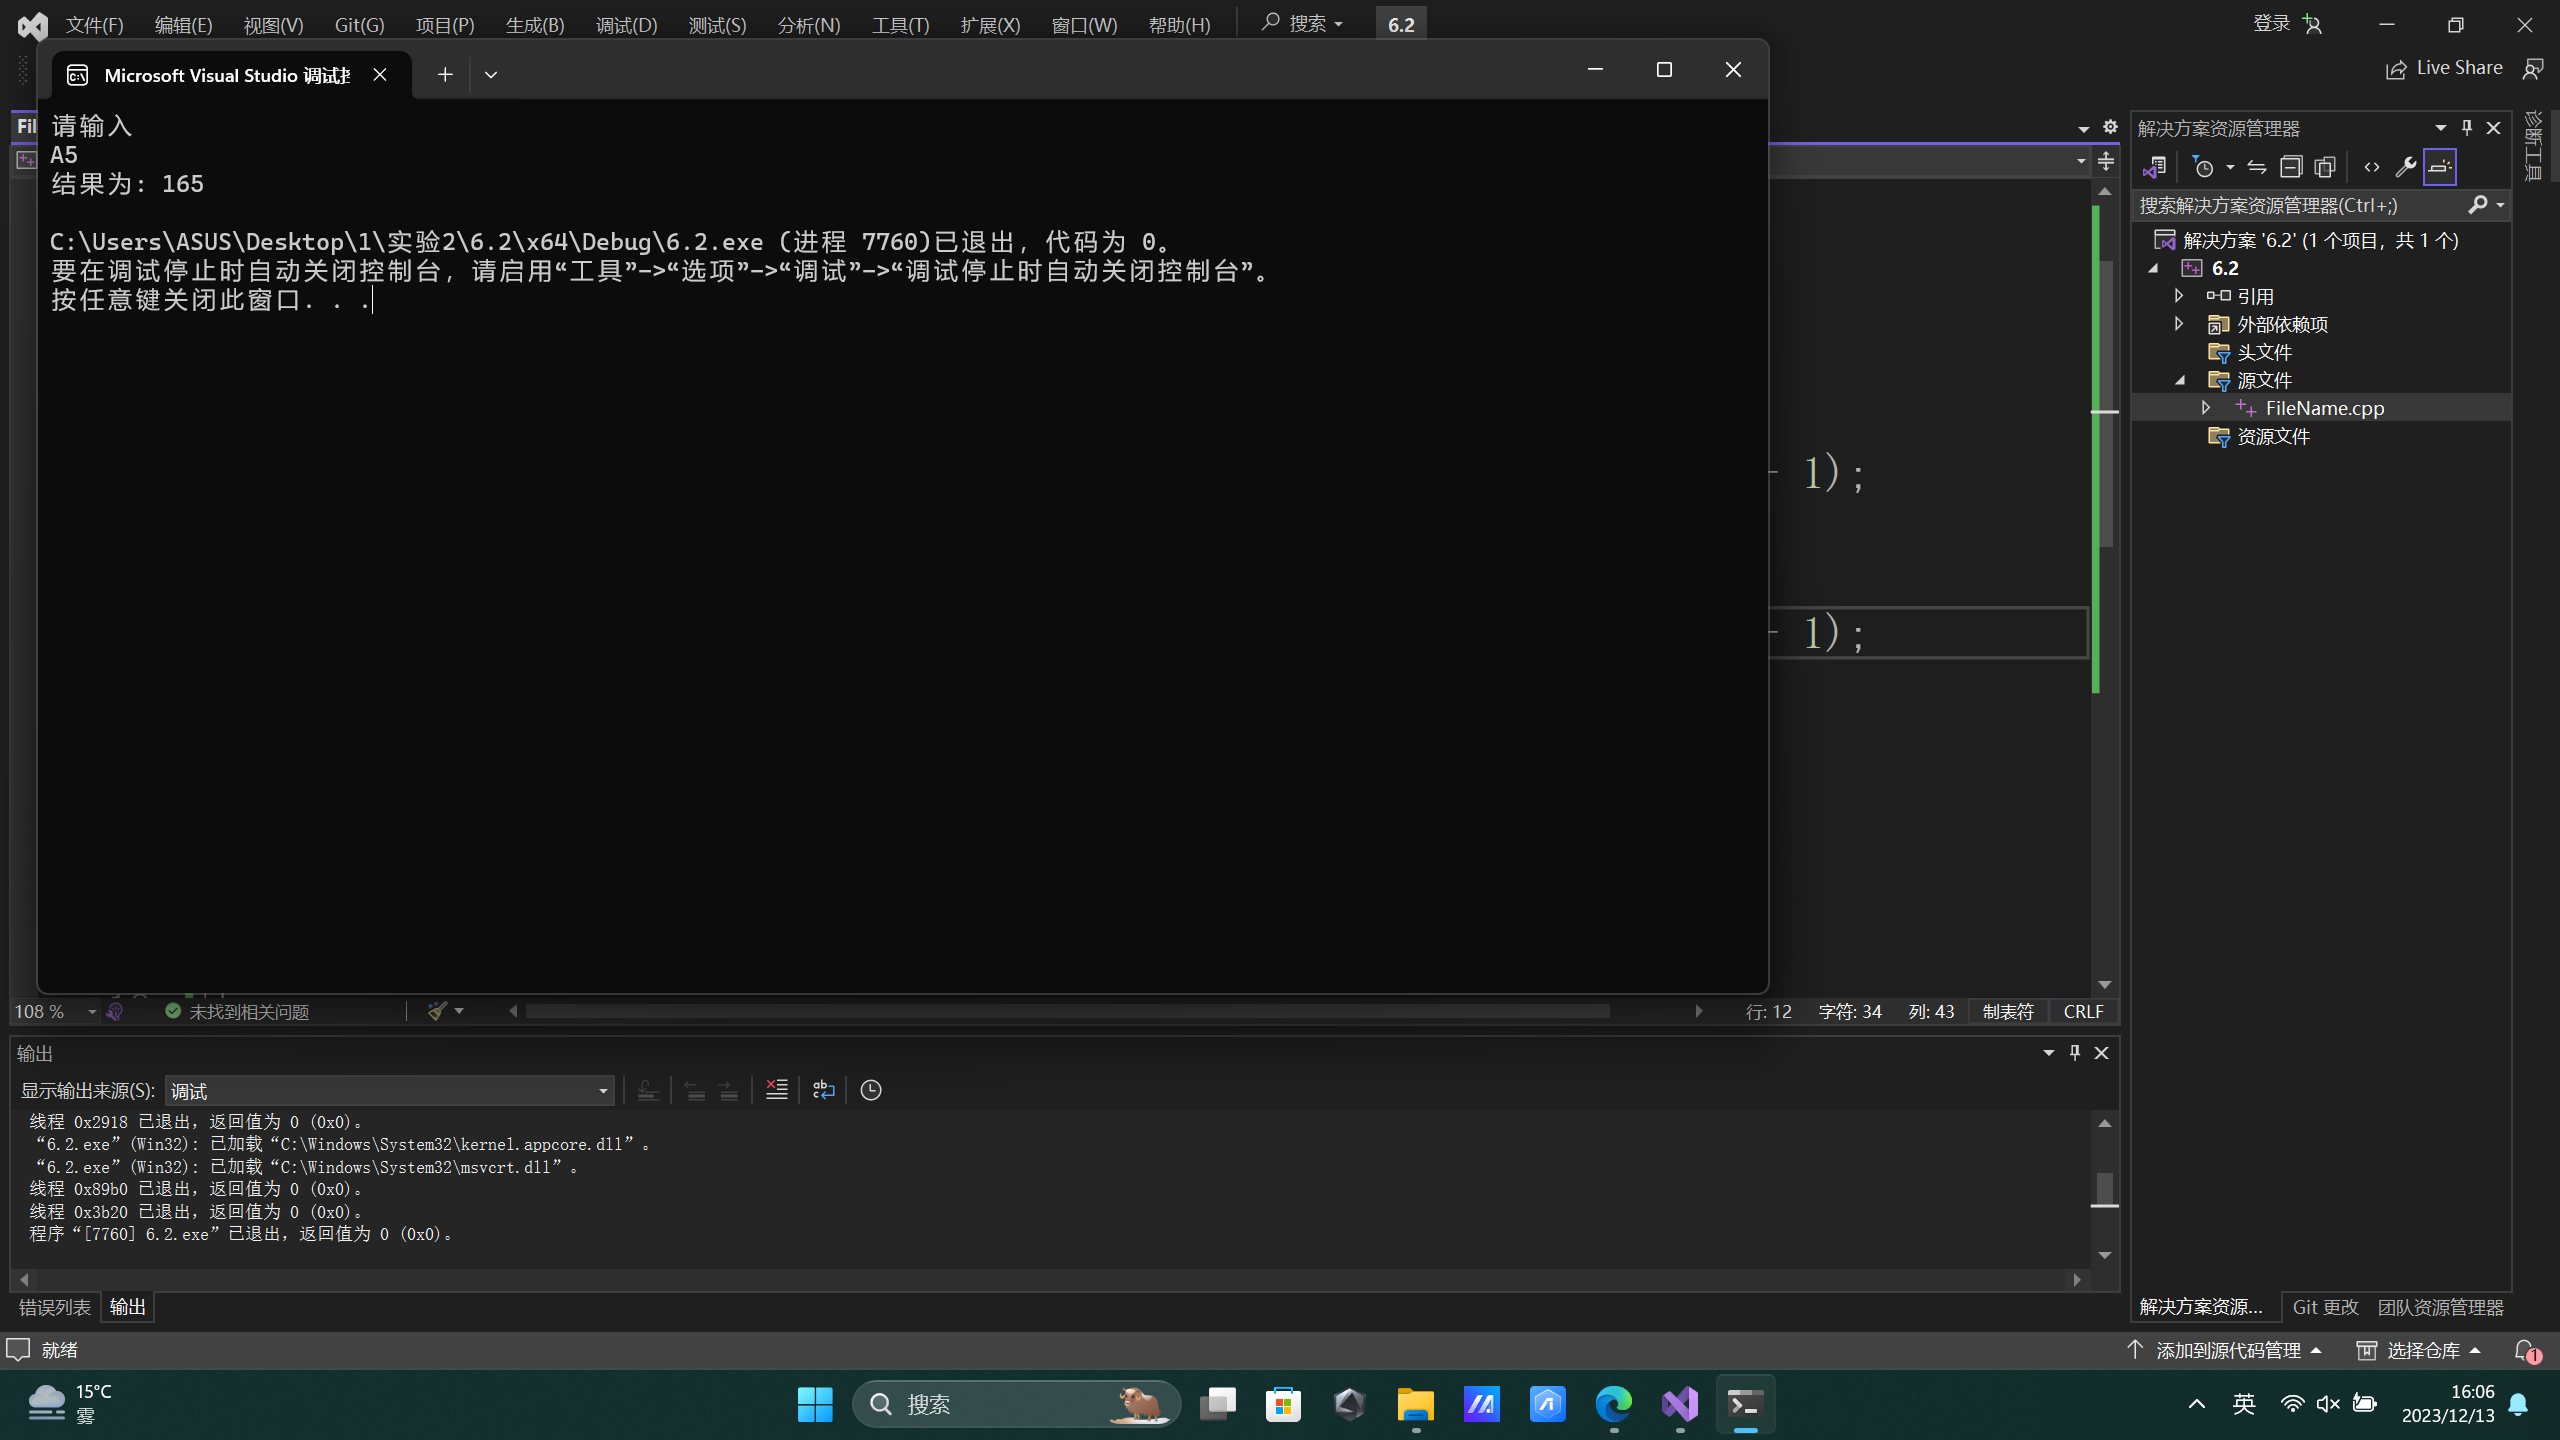 文件(F) 编辑(E) 视图(V) Git(G) 项目(P) 生成(B) 调试(D) 测试(S) 分析(N) 工具(T) 扩展(X) 窗口(W) 帮助(H) 搜索 6.2 登录
Live Share
Microsoft Visual Studio 调试
请输入
A5
结果为: 165
C:\Users\ASUS\Desktop\1\实验2\6.2\x64\Debug\6.2.exe (进程 7760)已退出，代码为 0。
要在调试停止时自动关闭控制台，请启用“工具”->“选项”->“调试”->“调试停止时自动关闭控制台”。
按任意键关闭此窗口. . .
- 1);
- 1);
108 % 未找到相关问题 行: 12 字符: 34 列: 43 制表符 CRLF
解决方案资源管理器
搜索解决方案资源管理器(Ctrl+;)
解决方案 '6.2' (1 个项目，共 1 个)
6.2
引用
外部依赖项
头文件
源文件
FileName.cpp
资源文件
诊断工具
输出
显示输出来源(S): 调试
线程 0x2918 已退出，返回值为 0 (0x0)。
“6.2.exe”(Win32): 已加载“C:\Windows\System32\kernel.appcore.dll”。
“6.2.exe”(Win32): 已加载“C:\Windows\System32\msvcrt.dll”。
线程 0x89b0 已退出，返回值为 0 (0x0)。
线程 0x3b20 已退出，返回值为 0 (0x0)。
程序“[7760] 6.2.exe”已退出，返回值为 0 (0x0)。
错误列表 输出
解决方案资源... Git 更改 团队资源管理器
就绪 添加到源代码管理 选择仓库 1
15°C
雾
搜索
英
16:06
2023/12/13